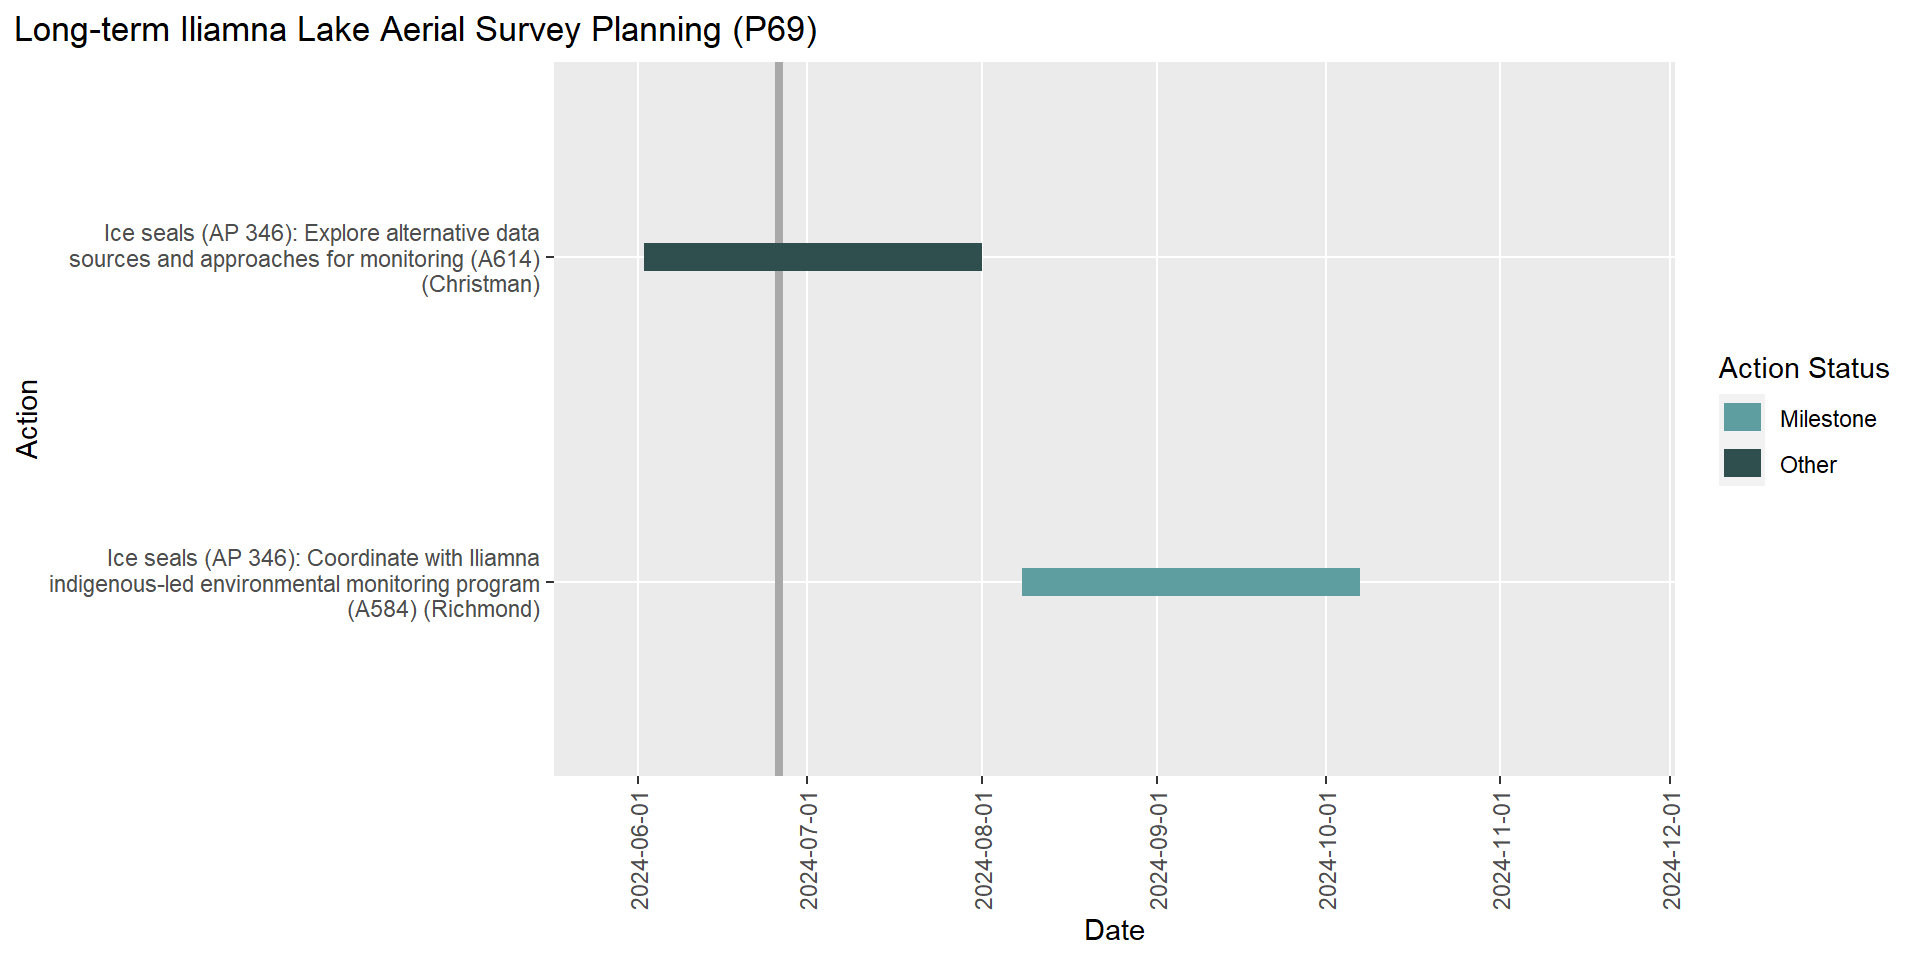 Long-term Iliamna Lake Aerial Survey Planning (P69)
Ice seals (AP 346): Explore alternative data
sources and approaches for monitoring (A614)
(Christman)
Ice seals (AP 346): Coordinate with Iliamna
indigenous-led environmental monitoring program
(A584) (Richmond)
Action
2024-06-01
2024-07-01
2024-08-01
2024-09-01
2024-10-01
2024-11-01
2024-12-01
Date
Action Status
Milestone
Other